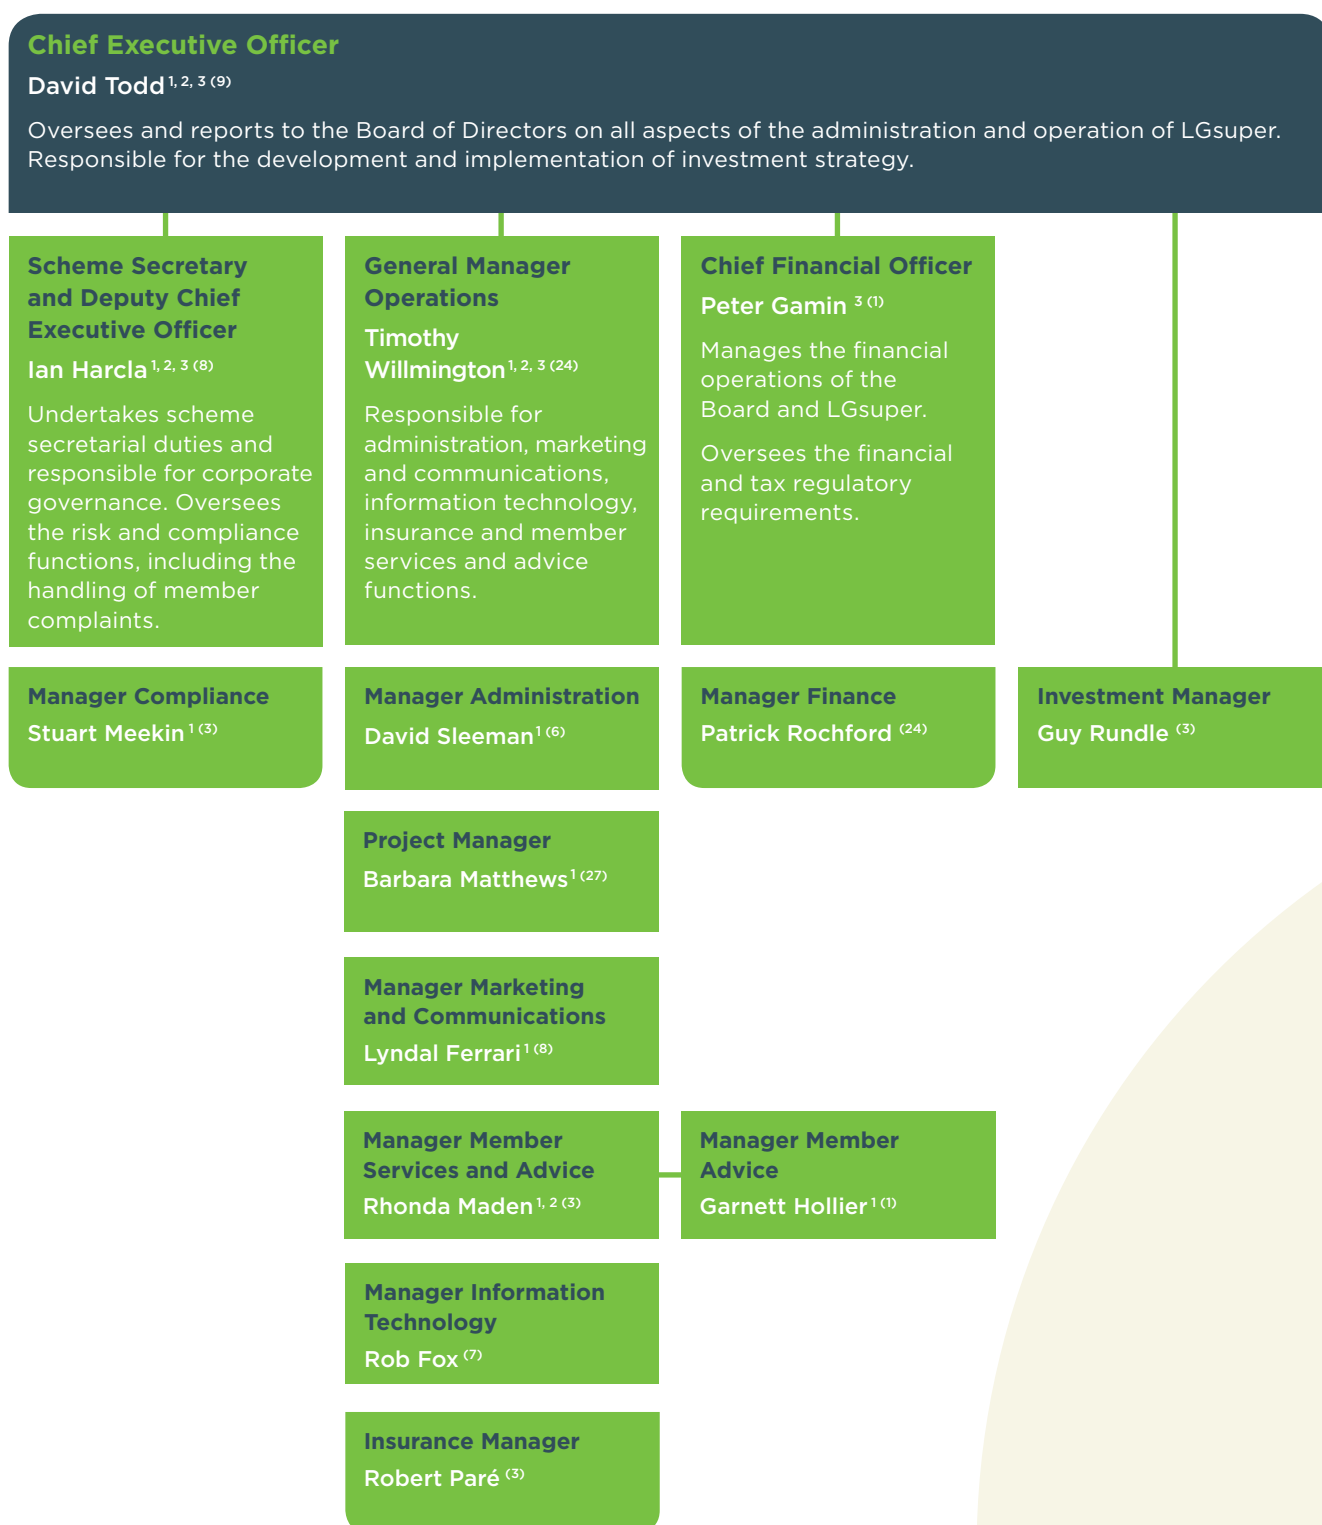 Chief Executive Officer
David Todd 1, 2, 3 (9)
Oversees and reports to the Board of Directors on all aspects of the administration and operation of LGsuper.
Responsible for the development and implementation of investment strategy.
Scheme Secretary
and Deputy Chief
Executive Officer
Ian Harcla 1, 2, 3 (8)
Undertakes scheme
secretarial duties and
responsible for corporate
governance. Oversees
the risk and compliance
functions, including the
handling of member
complaints.
General Manager
Operations
Timothy
Willmington 1, 2, 3 (24)
Responsible for
administration, marketing
and communications,
information technology,
insurance and member
services and advice
functions.
Chief Financial Officer
Peter Gamin 3 (1)
Manages the financial
operations of the
Board and LGsuper.
Oversees the financial
and tax regulatory
requirements.
Manager Compliance
Stuart Meekin 1 (3)
Manager Administration
David Sleeman 1 (6)
Manager Finance
Patrick Rochford (24)
Investment Manager
Guy Rundle (3)
Project Manager
Barbara Matthews 1 (27)
Manager Marketing
and Communications
Lyndal Ferrari 1 (8)
Manager Member
Services and Advice
Rhonda Maden 1, 2 (3)
Manager Member
Advice
Garnett Hollier 1 (1)
Manager Information
Technology
Rob Fox (7)
Insurance Manager
Robert Paré (3)